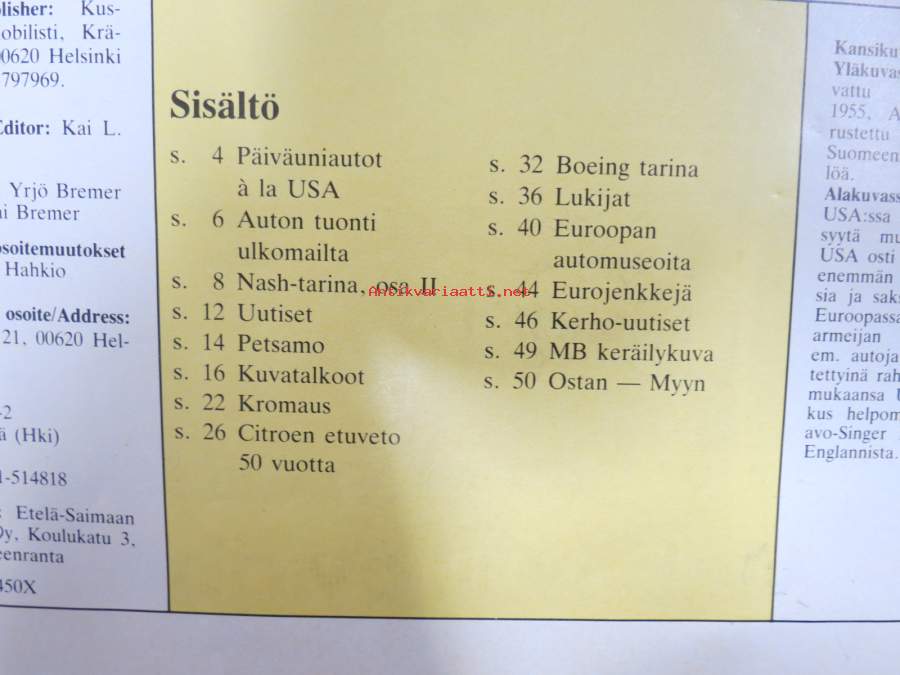 lisher: Kus-
obilisti, Krä-
00620 Helsinki
797969.
Editor: Kai L.
Yrjö Bremer
ai Bremer
osoitemuutokset
Hahkio
osoite/Address:
21, 00620 Hel-
-2
ä (Hki)
1-514818
: Etelä-Saimaan
Oy, Koulukatu 3,
eenranta
450X
Sisältö
s. 4 Päiväuniautot
à la USA
s. 6 Auton tuonti
ulkomailta
s. 8 Nash-tarina, osa II
s. 12 Uutiset
s. 14 Petsamo
s. 16 Kuvatalkoot
s. 22 Kromaus
s. 26 Citroen etuveto
50 vuotta
s. 32 Boeing tarina
s. 36 Lukijat
s. 40 Euroopan
automuseoita
s. 44 Eurojenkkejä
s. 46 Kerho-uutiset
s. 49 MB keräilykuva
s. 50 Ostan — Myyn
Antikvariaatti.net
Kansikuv
Yläkuvas
vattu
1955, A
rustettu
Suomeen
löä.
Alakuvass
USA:ssa
syytä mu
USA osti
enemmän
sia ja saks
Euroopassa
armeijan
em. autoja
tettyinä rah
mukaansa U
kus helpom
avo-Singer
Englannista.